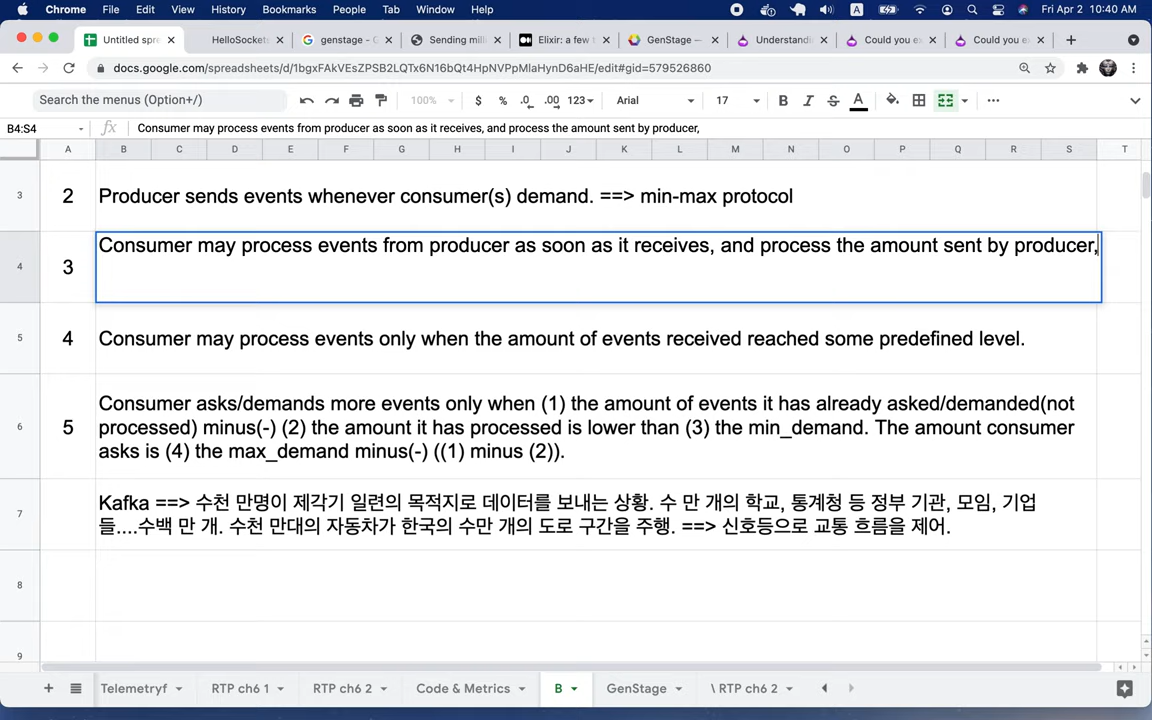 Chrome File Edit View History Bookmarks People Tab Window Help A Fri Apr 2 10:40 AM
Untitled spre HelloSockets genstage - G Sending mill Elixir: a few t GenStage — Understandi Could you ex Could you ex
docs.google.com/spreadsheets/d/1bgxFAkVEsZPSB2LQTx6N16bQt4HpNVPpMlaHynD6aHE/edit#gid=579526860
Search the menus (Option+/) 100% $ % .0 .00 123 Arial 17 B I S A
B4:S4 fx Consumer may process events from producer as soon as it receives, and process the amount sent by producer,
A B C D E F G H I J K L M N O P Q R S T
3 2 Producer sends events whenever consumer(s) demand. ==> min-max protocol
4 3 Consumer may process events from producer as soon as it receives, and process the amount sent by producer,
5 4 Consumer may process events only when the amount of events received reached some predefined level.
Consumer asks/demands more events only when (1) the amount of events it has already asked/demanded(not
6 5 processed) minus(-) (2) the amount it has processed is lower than (3) the min_demand. The amount consumer
asks is (4) the max_demand minus(-) ((1) minus (2)).
7 Kafka ==> 수천 만명이 제각기 일련의 목적지로 데이터를 보내는 상황. 수 만 개의 학교, 통계청 등 정부 기관, 모임, 기업
들....수백 만 개. 수천 만대의 자동차가 한국의 수만 개의 도로 구간을 주행. ==> 신호등으로 교통 흐름을 제어.
8
9
Telemetryf RTP ch6 1 RTP ch6 2 Code & Metrics B GenStage \ RTP ch6 2